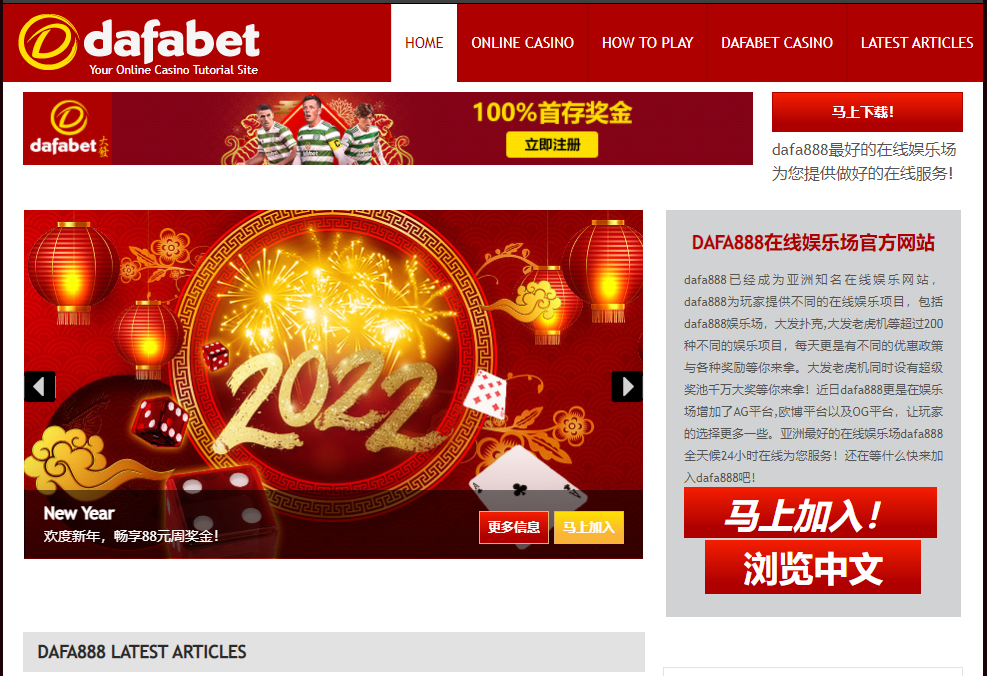 dafabet
Your Online Casino Tutorial Site
HOME
ONLINE CASINO
HOW TO PLAY
DAFABET CASINO
LATEST ARTICLES
dafabet大發
100%首存奖金
立即注册
马上下载!
dafa888最好的在线娱乐场
为您提供做好的在线服务!
2022
New Year
欢度新年，畅享88元周奖金!
更多信息
马上加入
DAFA888在线娱乐场官方网站
dafa888已经成为亚洲知名在线娱乐网站，
dafa888为玩家提供不同的在线娱乐项目，包括
dafa888娱乐场，大发扑克,大发老虎机等超过200
种不同的娱乐项目，每天更是有不同的优惠政策
与各种奖励等你来拿。大发老虎机同时设有超级
奖池千万大奖等你来拿！近日dafa888更是在娱乐
场增加了AG平台,欧博平台以及OG平台，让玩家
的选择更多一些。亚洲最好的在线娱乐场dafa888
全天候24小时在线为您服务！还在等什么快来加
入dafa888吧!
马上加入！
浏览中文
DAFA888 LATEST ARTICLES